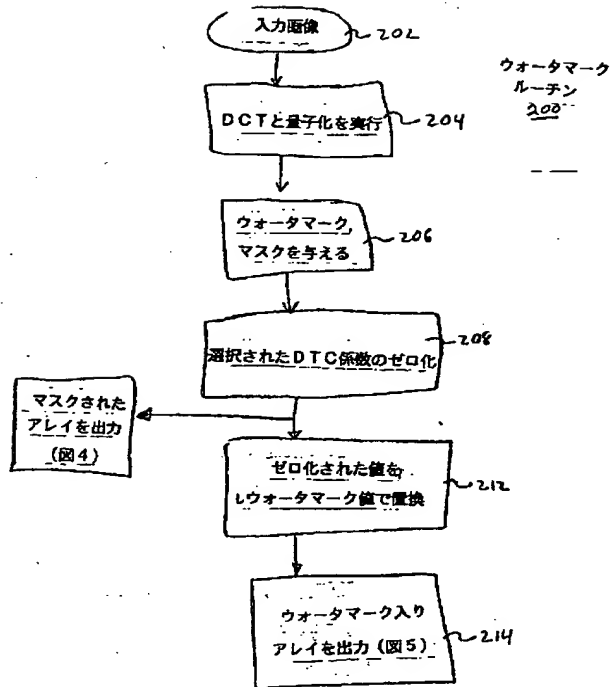 入力画像
202
ウォータマーク
ルーチン
200
DCTと量子化を実行
204
ウォータマーク,
マスクを与える
206
選択されたDTC係数のゼロ化
208
マスクされた
アレイを出力
(図4)
ゼロ化された値を
ウォータマーク値で置換
212
ウォータマーク入り
アレイを出力(図5)
214